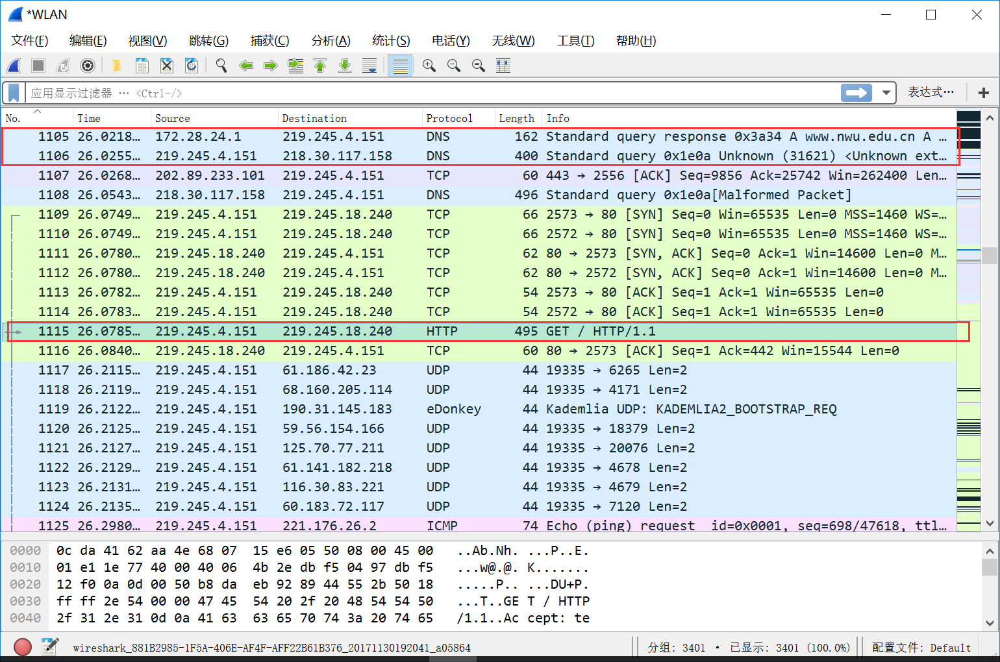 *WLAN
文件(F) 编辑(E) 视图(V) 跳转(G) 捕获(C) 分析(A) 统计(S) 电话(Y) 无线(W) 工具(T) 帮助(H)
应用显示过滤器 … <Ctrl-/> 表达式…
No. Time Source Destination Protocol Length Info
1105 26.0218… 172.28.24.1 219.245.4.151 DNS 162 Standard query response 0x3a34 A www.nwu.edu.cn A …
1106 26.0255… 219.245.4.151 218.30.117.158 DNS 400 Standard query 0x1e0a Unknown (31621) <Unknown ext…
1107 26.0268… 202.89.233.101 219.245.4.151 TCP 60 443 → 2556 [ACK] Seq=9856 Ack=25742 Win=262400 Len…
1108 26.0543… 218.30.117.158 219.245.4.151 DNS 496 Standard query 0x1e0a[Malformed Packet]
1109 26.0749… 219.245.4.151 219.245.18.240 TCP 66 2573 → 80 [SYN] Seq=0 Win=65535 Len=0 MSS=1460 WS=…
1110 26.0749… 219.245.4.151 219.245.18.240 TCP 66 2572 → 80 [SYN] Seq=0 Win=65535 Len=0 MSS=1460 WS=…
1111 26.0780… 219.245.18.240 219.245.4.151 TCP 62 80 → 2573 [SYN, ACK] Seq=0 Ack=1 Win=14600 Len=0 M…
1112 26.0780… 219.245.18.240 219.245.4.151 TCP 62 80 → 2572 [SYN, ACK] Seq=0 Ack=1 Win=14600 Len=0 M…
1113 26.0782… 219.245.4.151 219.245.18.240 TCP 54 2573 → 80 [ACK] Seq=1 Ack=1 Win=65535 Len=0
1114 26.0783… 219.245.4.151 219.245.18.240 TCP 54 2572 → 80 [ACK] Seq=1 Ack=1 Win=65535 Len=0
1115 26.0785… 219.245.4.151 219.245.18.240 HTTP 495 GET / HTTP/1.1
1116 26.0840… 219.245.18.240 219.245.4.151 TCP 60 80 → 2573 [ACK] Seq=1 Ack=442 Win=15544 Len=0
1117 26.2115… 219.245.4.151 61.186.42.23 UDP 44 19335 → 6265 Len=2
1118 26.2119… 219.245.4.151 68.160.205.114 UDP 44 19335 → 4171 Len=2
1119 26.2122… 219.245.4.151 190.31.145.183 eDonkey 44 Kademlia UDP: KADEMLIA2_BOOTSTRAP_REQ
1120 26.2125… 219.245.4.151 59.56.154.166 UDP 44 19335 → 18379 Len=2
1121 26.2127… 219.245.4.151 125.70.77.211 UDP 44 19335 → 20076 Len=2
1122 26.2129… 219.245.4.151 61.141.182.218 UDP 44 19335 → 4678 Len=2
1123 26.2131… 219.245.4.151 116.30.83.221 UDP 44 19335 → 4679 Len=2
1124 26.2135… 219.245.4.151 60.183.72.117 UDP 44 19335 → 7120 Len=2
1125 26.2980… 219.245.4.151 221.176.26.2 ICMP 74 Echo (ping) request id=0x0001, seq=698/47618, ttl…
0000 0c da 41 62 aa 4e 68 07 15 e6 05 50 08 00 45 00 ..Ab.Nh. ...P..E.
0010 01 e1 1e 77 40 00 40 06 4b 2e db f5 04 97 db f5 ...w@.@. K.......
0020 12 f0 0a 0d 00 50 b8 da eb 92 89 44 55 2b 50 18 .....P.. ...DU+P.
0030 ff ff 2e 54 00 00 47 45 54 20 2f 20 48 54 54 50 ...T..GE T / HTTP
0040 2f 31 2e 31 0d 0a 41 63 63 65 70 74 3a 20 74 65 /1.1..Ac cept: te
wireshark_881B2985-1F5A-406E-AF4F-AFF22B61B376_20171130192041_a05864 分组: 3401 · 已显示: 3401 (100.0%) 配置文件: Default